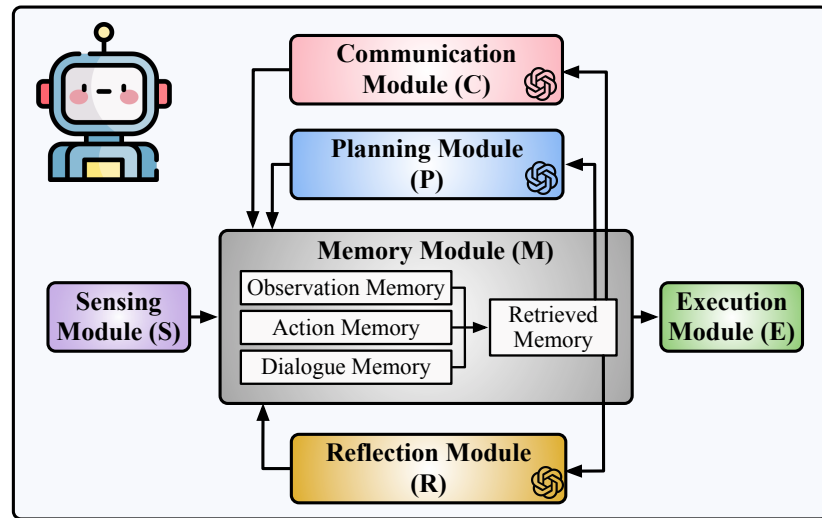 Communication
Module (C)
Planning Module
(P)
Memory Module (M)
Observation Memory
Action Memory
Dialogue Memory
Retrieved
Memory
Sensing
Module (S)
Execution
Module (E)
Reflection Module
(R)